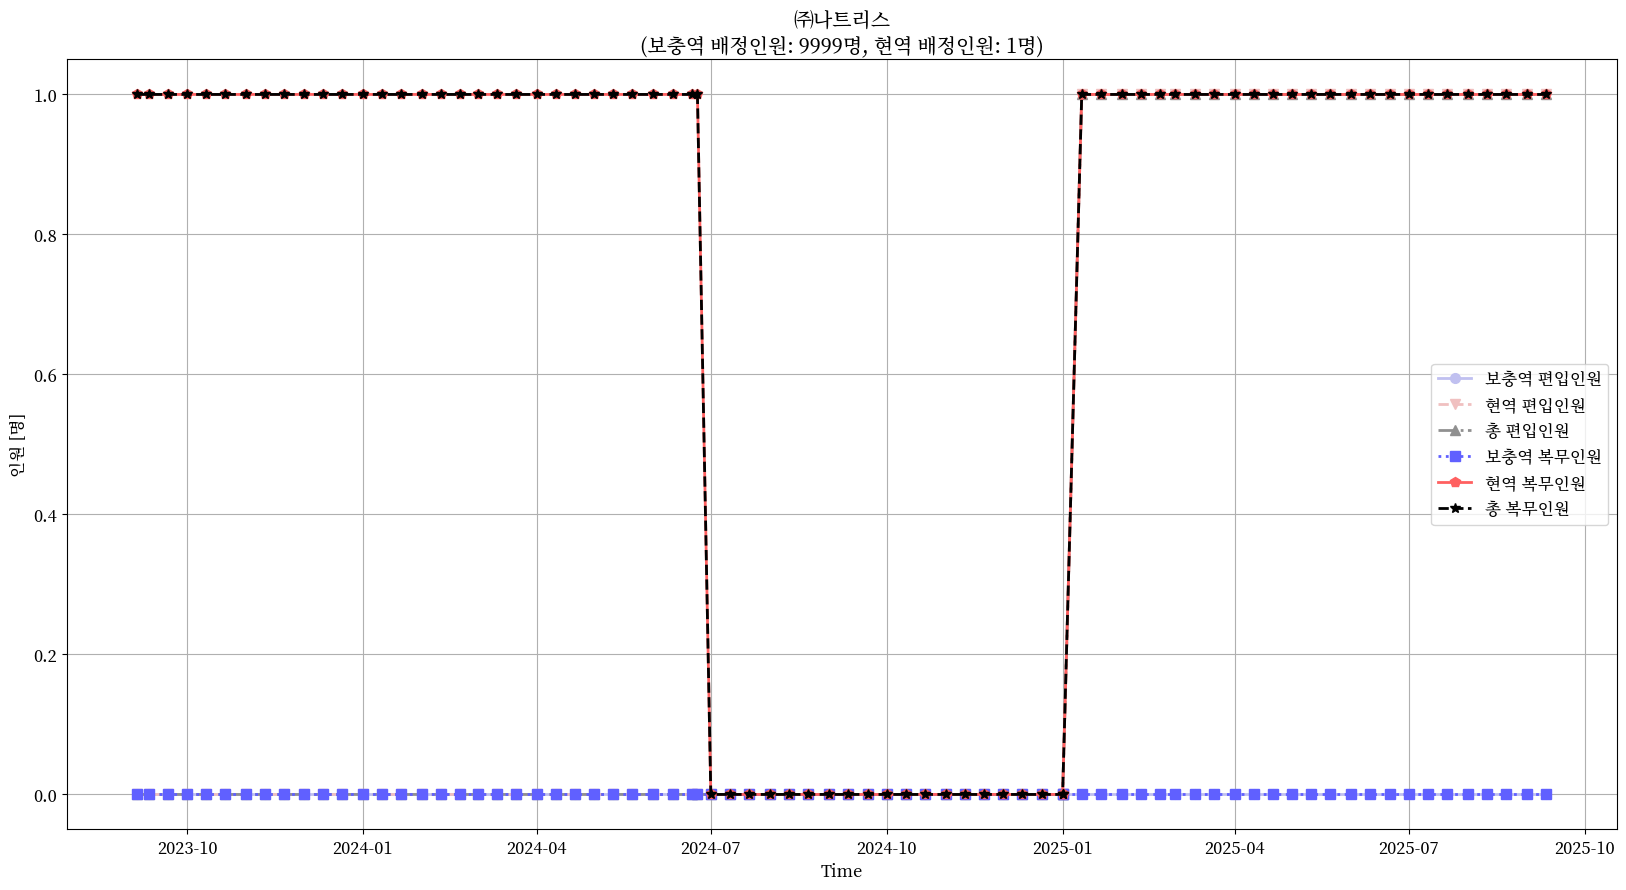 ㈜나트리스
(보충역 배정인원: 9999명, 현역 배정인원: 1명)
인원 [명]
1.0
0.8
0.6
0.4
0.2
0.0
보충역 편입인원
현역 편입인원
총 편입인원
보충역 복무인원
현역 복무인원
총 복무인원
2023-10
2024-01
2024-04
2024-07
2024-10
2025-01
2025-04
2025-07
2025-10
Time